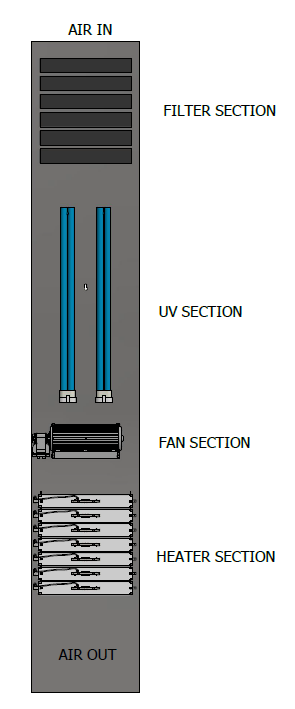 AIR IN
FILTER SECTION
UV SECTION
FAN SECTION
HEATER SECTION
AIR OUT